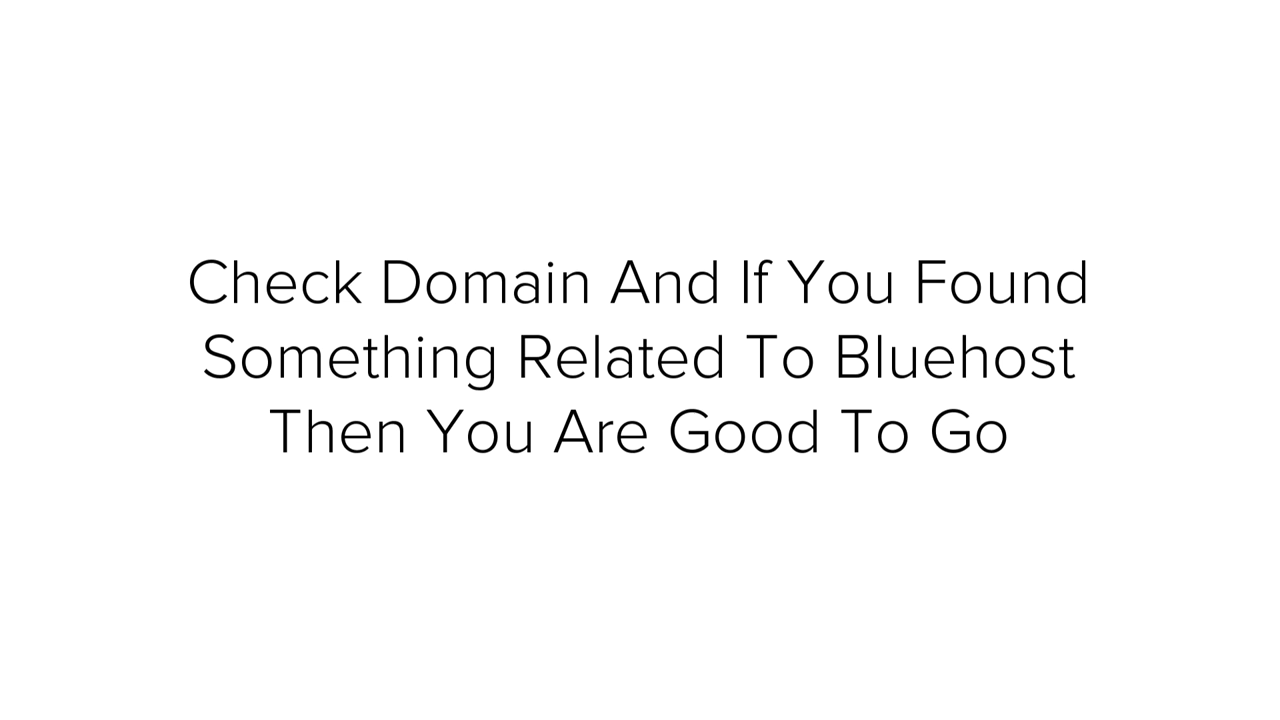 Check Domain And If You Found
Something Related To Bluehost
Then You Are Good To Go